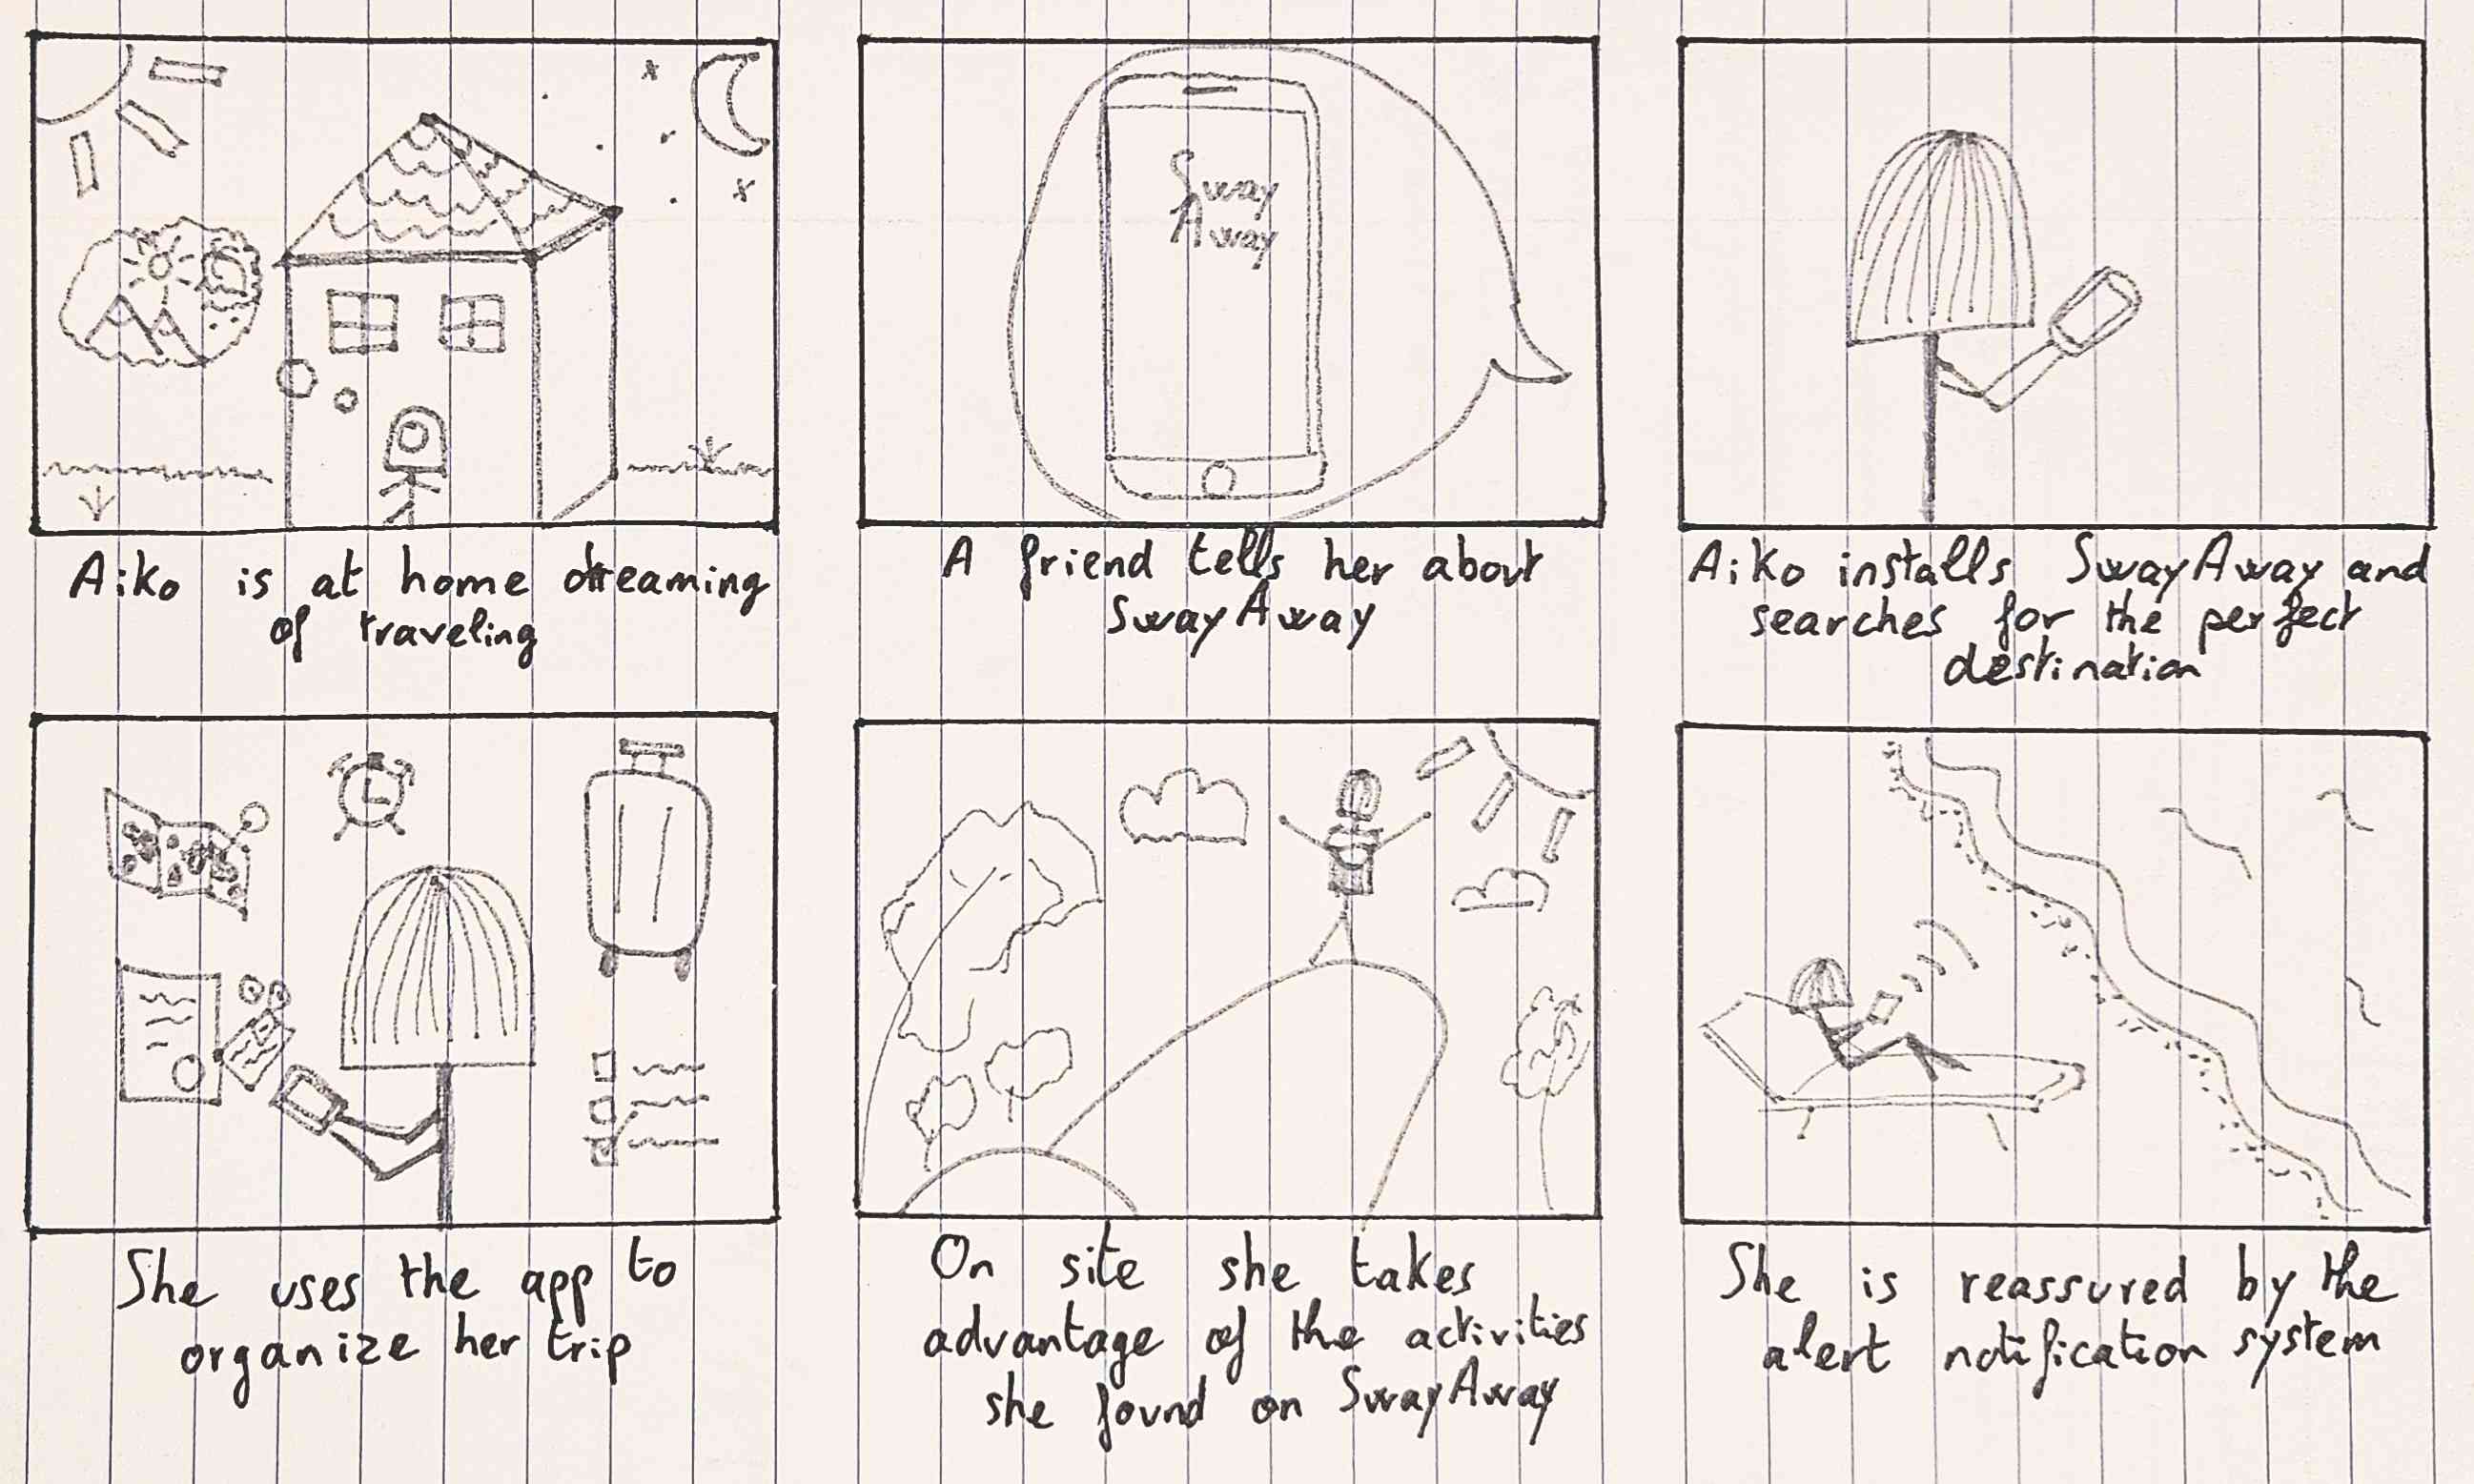 Sway
Away
Aiko is at home dreaming
of traveling
A friend tells her about
SwayAway
Aiko installs SwayAway and
searches for the perfect
destination
She uses the app to
organize her trip
On site she takes
advantage of the activities
she found on SwayAway
She is reassured by the
alert notification system